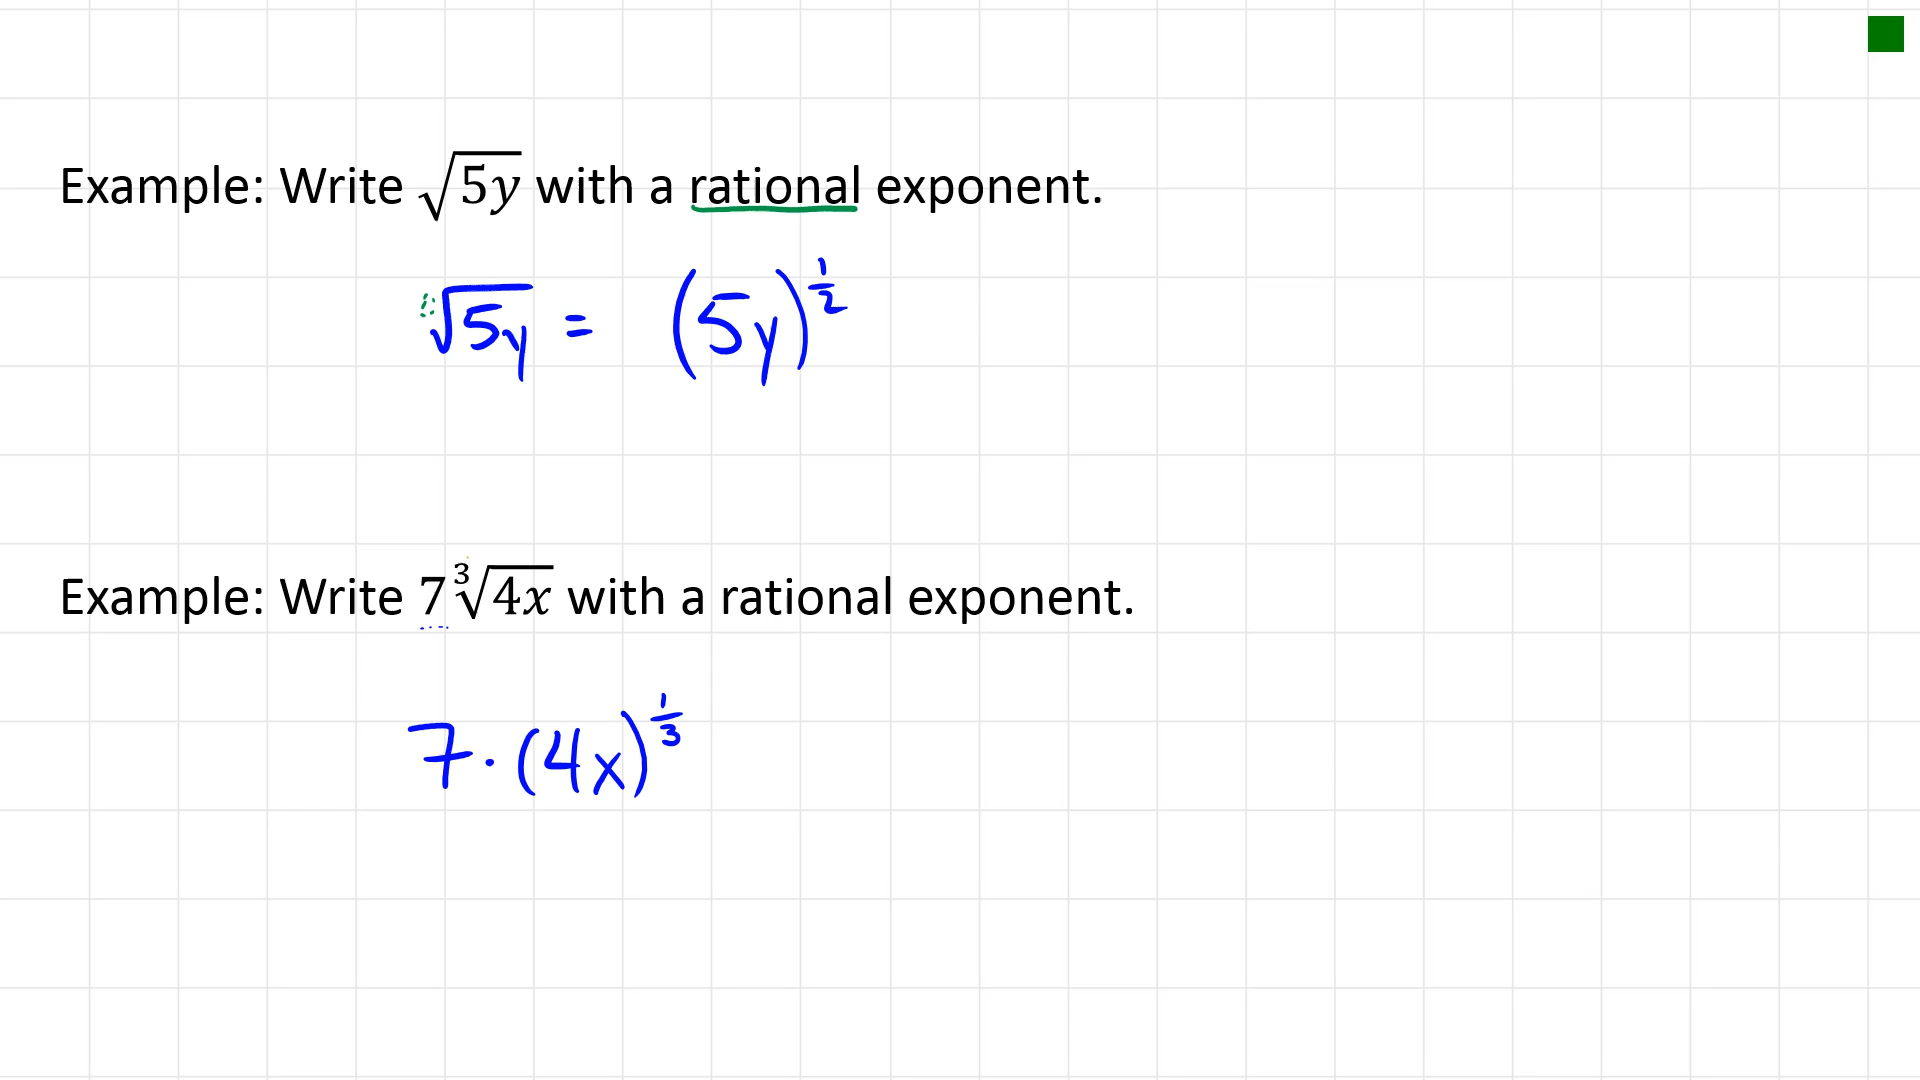 Example: Write √(5y) with a rational exponent.
√(5y) = (5y)^(1/2)
Example: Write 7∛(4x) with a rational exponent.
7 · (4x)^(1/3)